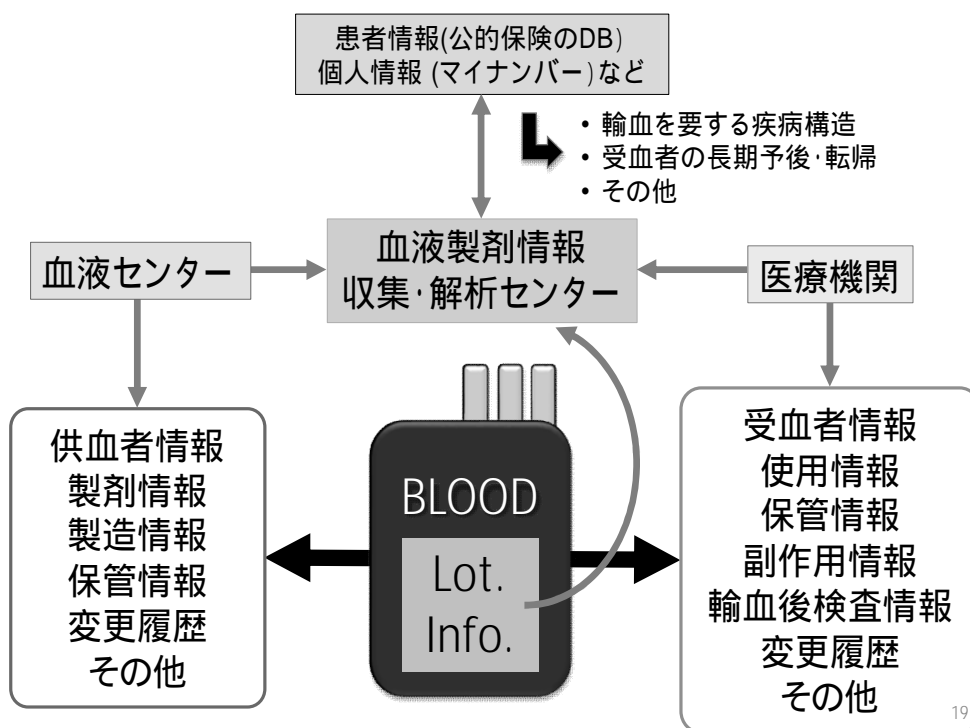 患者情報(公的保険のDB)
個人情報 (マイナンバー)など
• 輸血を要する疾病構造
• 受血者の長期予後･転帰
• その他
血液センター
血液製剤情報
収集･解析センター
医療機関
供血者情報
製剤情報
製造情報
保管情報
変更履歴
その他
BLOOD
Lot.
Info.
受血者情報
使用情報
保管情報
副作用情報
輸血後検査情報
変更履歴
その他
19